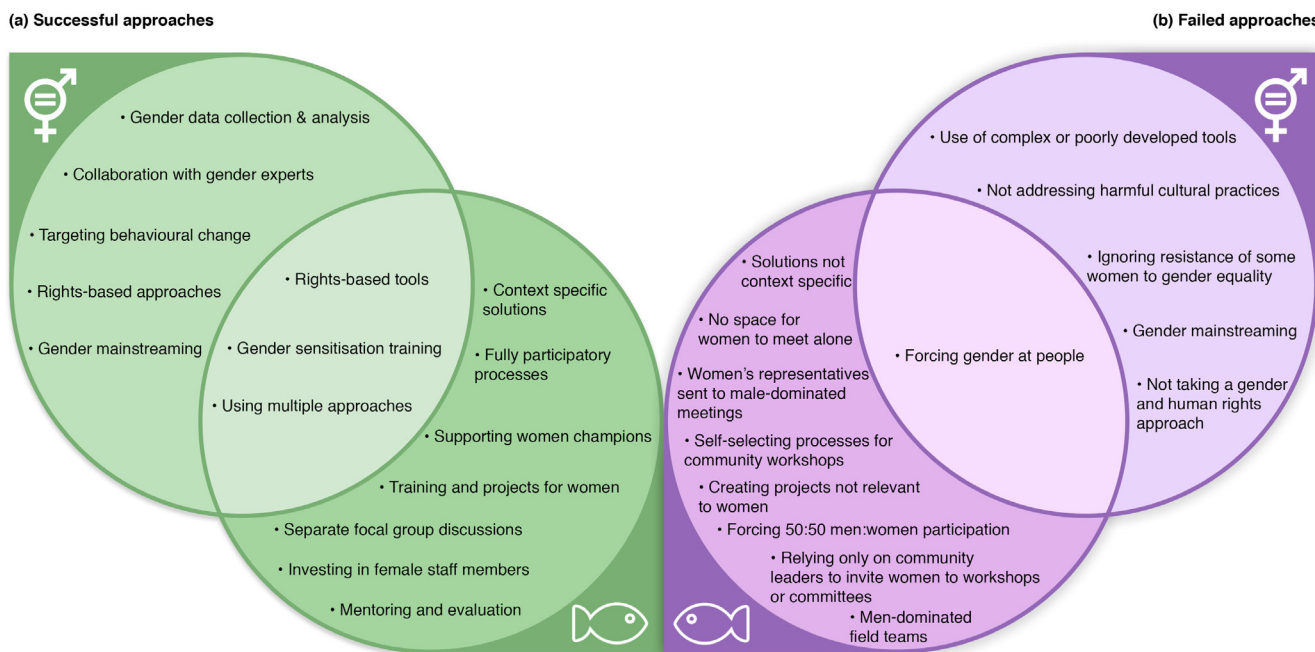 (a) Successful approaches
• Gender data collection & analysis
• Collaboration with gender experts
• Targeting behavioural change
• Rights-based approaches
• Gender mainstreaming
• Rights-based tools
• Gender sensitisation training
• Using multiple approaches
• Context specific
solutions
• Fully participatory
processes
• Supporting women champions
• Training and projects for women
• Separate focal group discussions
• Investing in female staff members
• Mentoring and evaluation
(b) Failed approaches
• Use of complex or poorly developed tools
• Not addressing harmful cultural practices
• Ignoring resistance of some
women to gender equality
• Gender mainstreaming
• Not taking a gender
and human rights
approach
• Forcing gender at people
• Solutions not
context specific
• No space for
women to meet alone
• Women’s representatives
sent to male-dominated
meetings
• Self-selecting processes for
community workshops
• Creating projects not relevant
to women
• Forcing 50:50 men:women participation
• Relying only on community
leaders to invite women to workshops
or committees
• Men-dominated
field teams